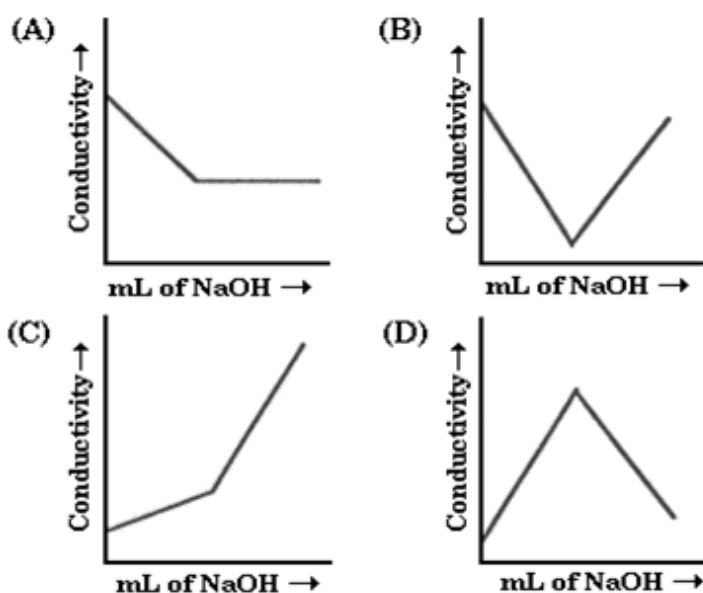 (A)
Conductivity →
mL of NaOH →
(B)
Conductivity →
mL of NaOH →
(C)
Conductivity →
mL of NaOH →
(D)
Conductivity →
mL of NaOH →